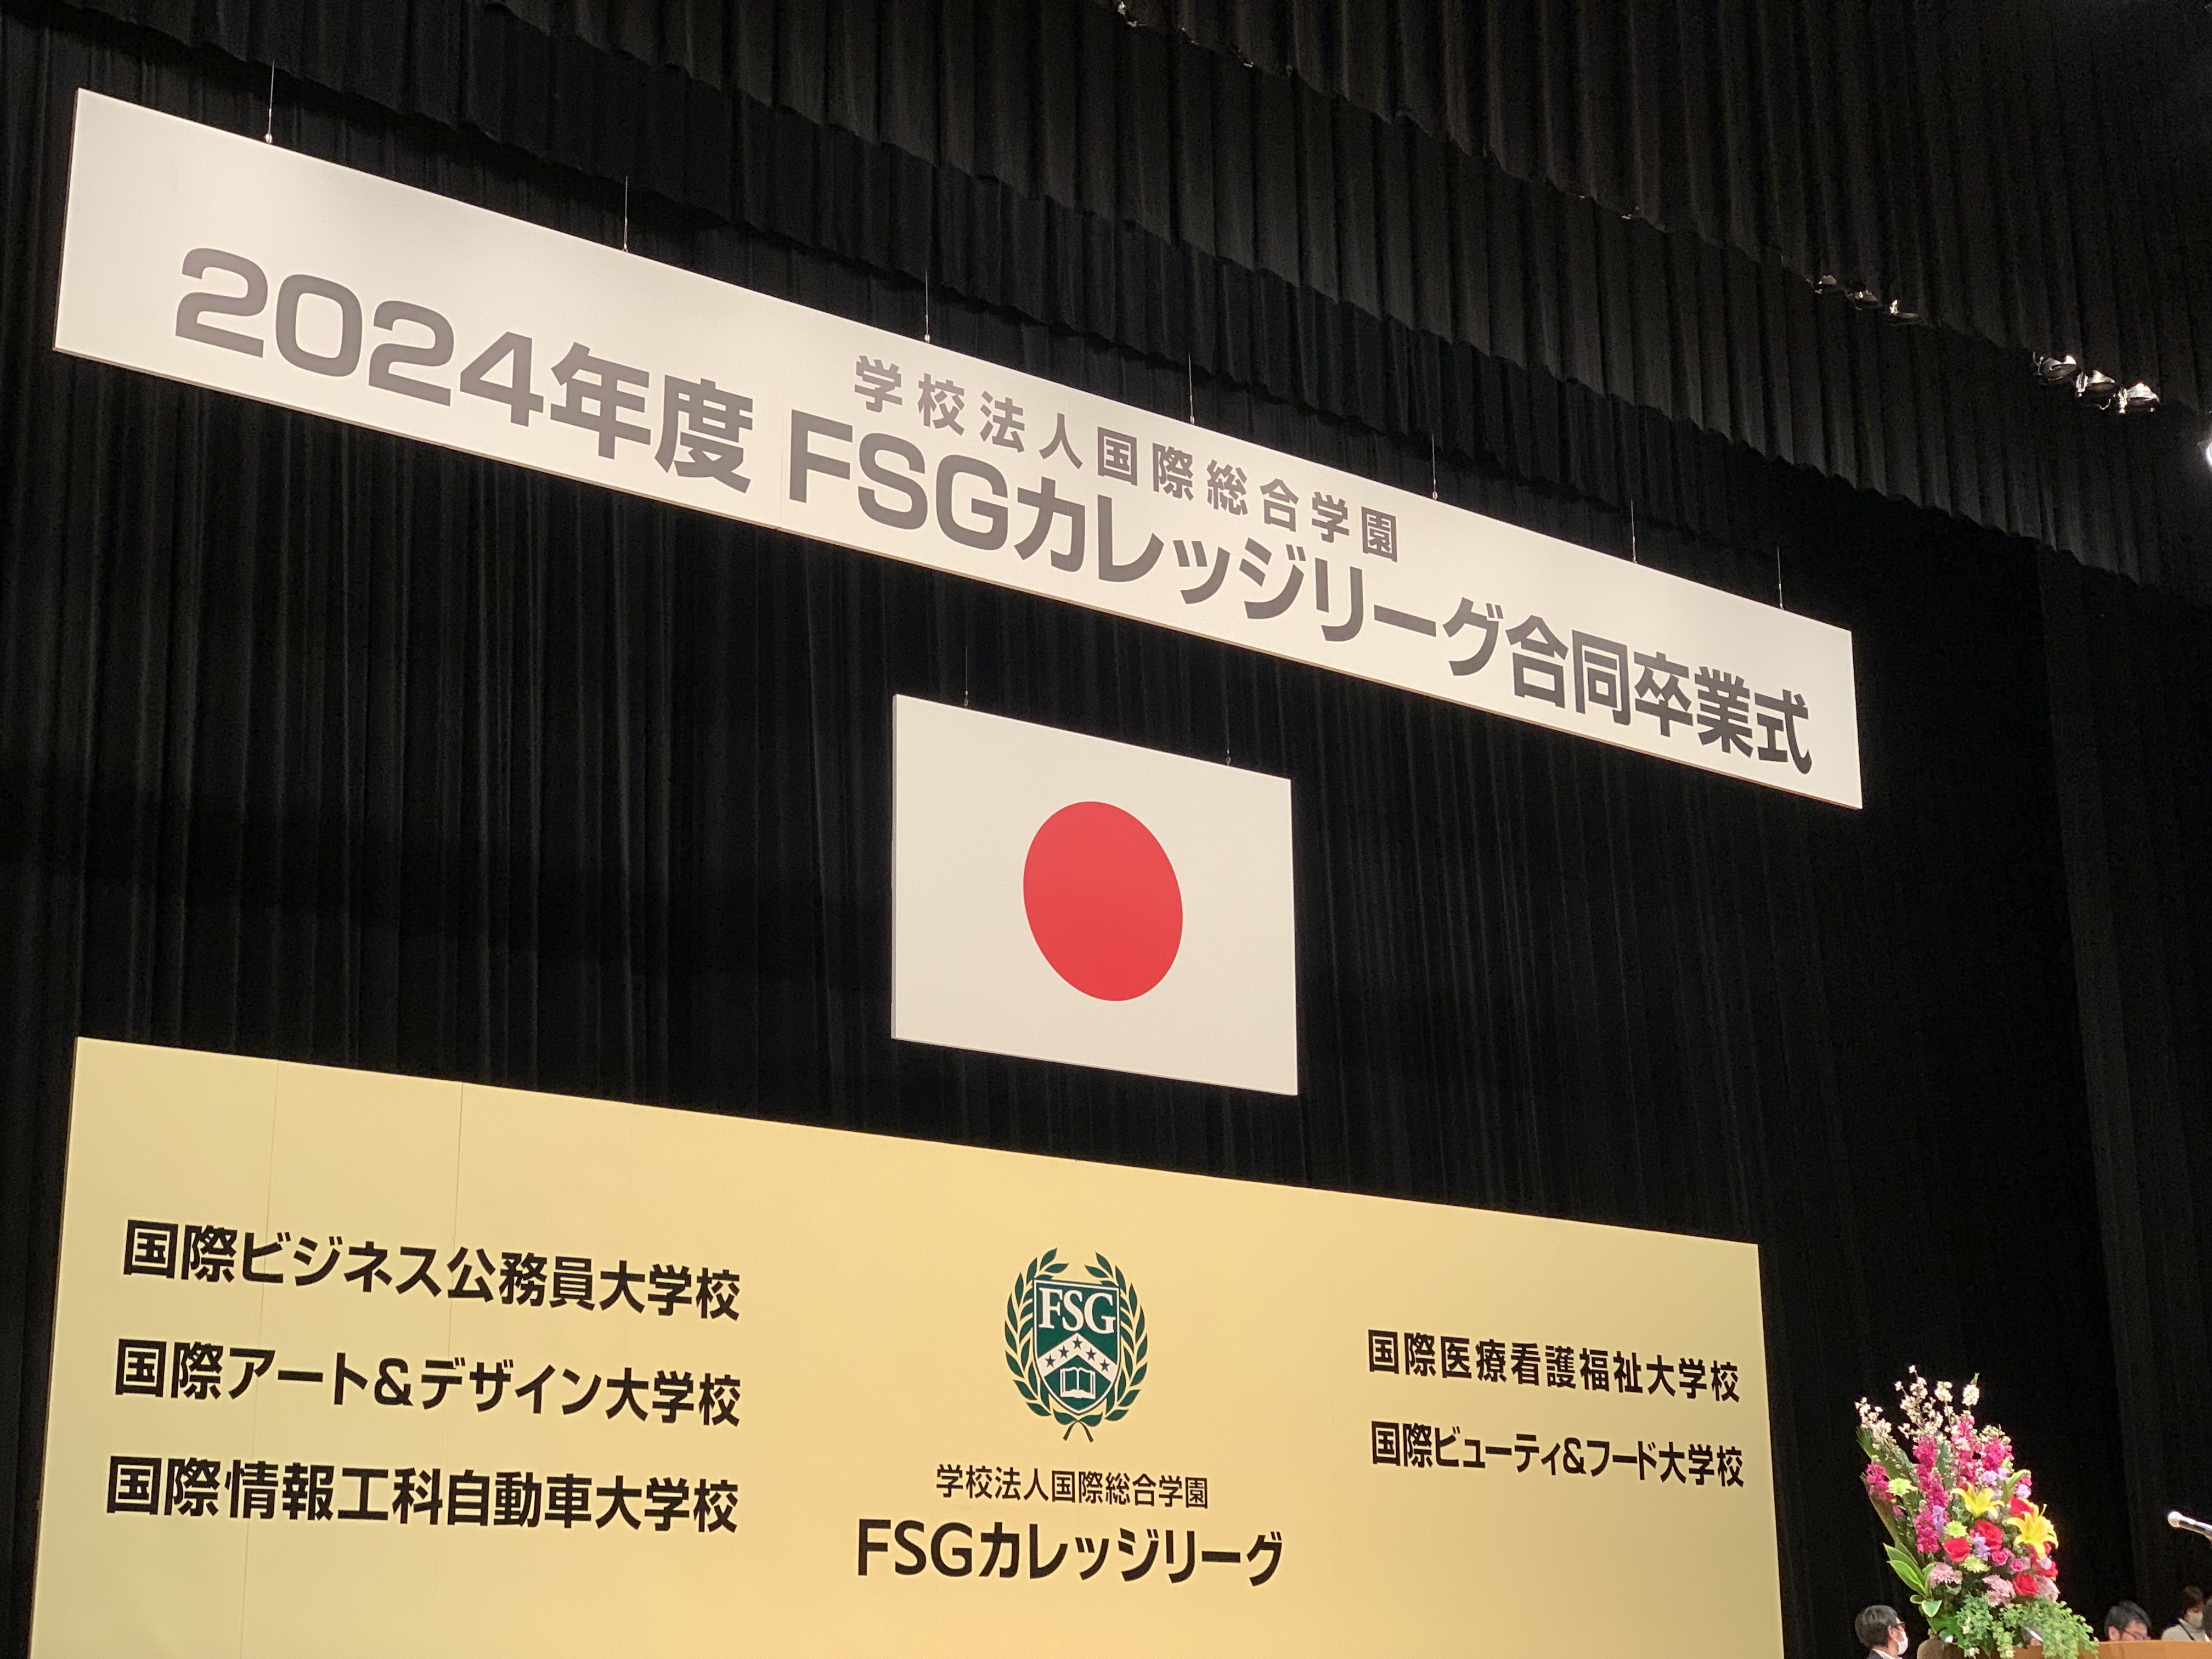 学校法人国際総合学園
2024年度 FSGカレッジリーグ合同卒業式
国際ビジネス公務員大学校
国際アート&デザイン大学校
国際情報工科自動車大学校
FSG
学校法人国際総合学園
FSGカレッジリーグ
国際医療看護福祉大学校
国際ビューティ&フード大学校